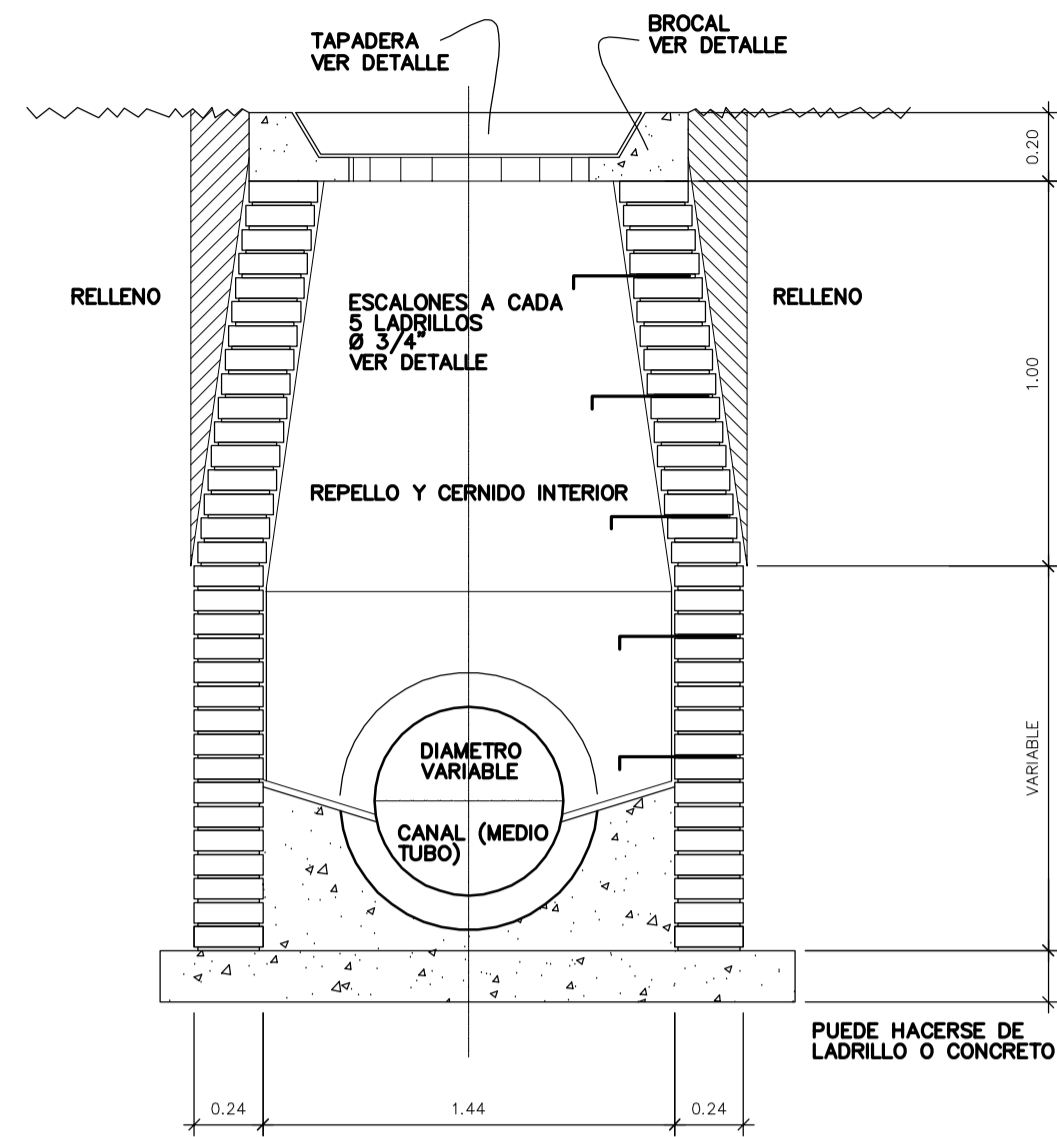 TAPADERA
VER DETALLE
BROCAL
VER DETALLE
0.20
RELLENO
ESCALONES A CADA
5 LADRILLOS
Ø 3/4"
VER DETALLE
RELLENO
1.00
REPELLO Y CERNIDO INTERIOR
DIAMETRO
VARIABLE
VARIABLE
CANAL (MEDIO
TUBO)
PUEDE HACERSE DE
LADRILLO O CONCRETO
0.24
1.44
0.24